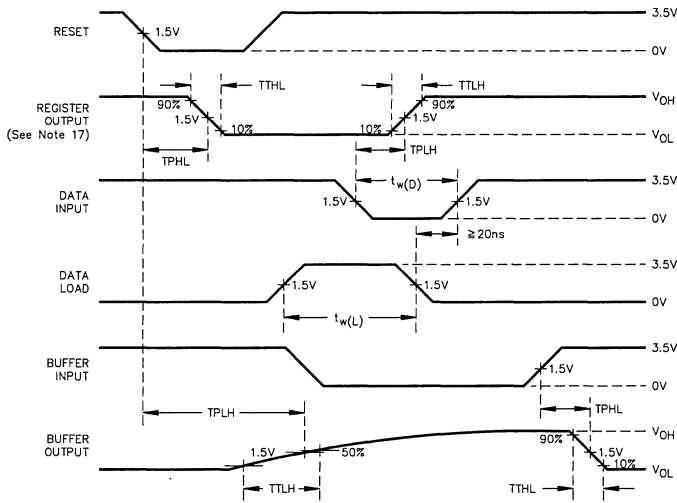 RESET
1.5V
3.5V
0V
TTHL
TTLH
REGISTER
OUTPUT
(See Note 17)
90%
1.5V
10%
10%
1.5V
90%
VOH
VOL
TPHL
TPLH
DATA
INPUT
tw(D)
1.5V
1.5V
3.5V
0V
≧20ns
DATA
LOAD
1.5V
1.5V
3.5V
0V
tw(L)
BUFFER
INPUT
1.5V
3.5V
0V
TPLH
TPHL
BUFFER
OUTPUT
1.5V
50%
90%
1.5V
10%
VOH
VOL
TTLH
TTHL